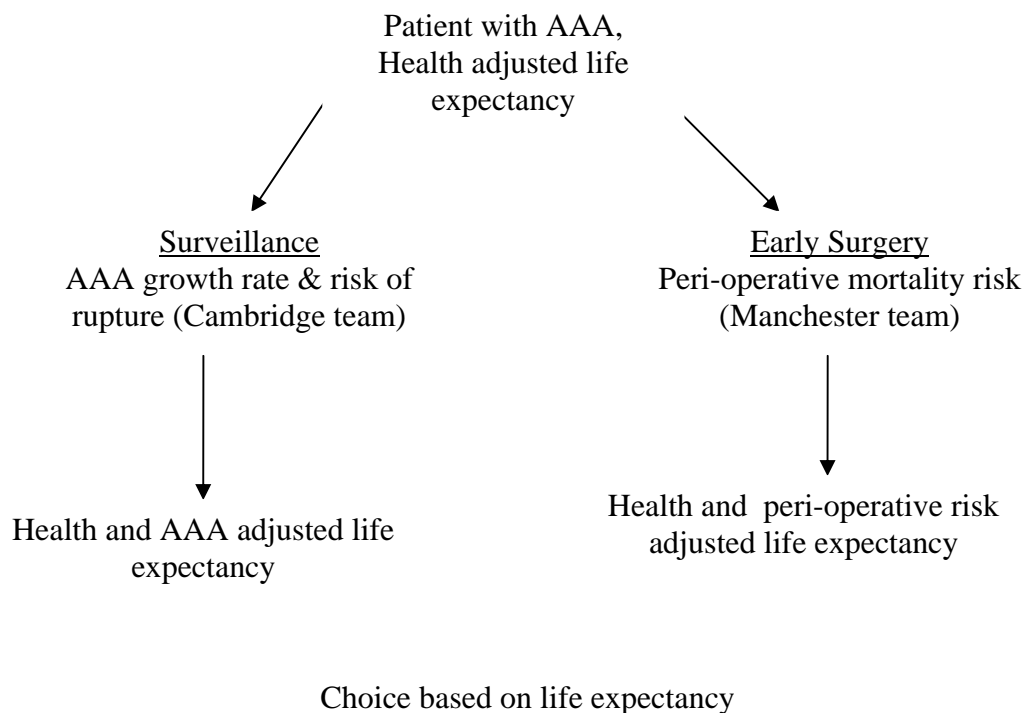 Patient with AAA,
Health adjusted life
expectancy
Surveillance
AAA growth rate & risk of
rupture (Cambridge team)
Early Surgery
Peri-operative mortality risk
(Manchester team)
Health and AAA adjusted life
expectancy
Health and  peri-operative risk
adjusted life expectancy
Choice based on life expectancy